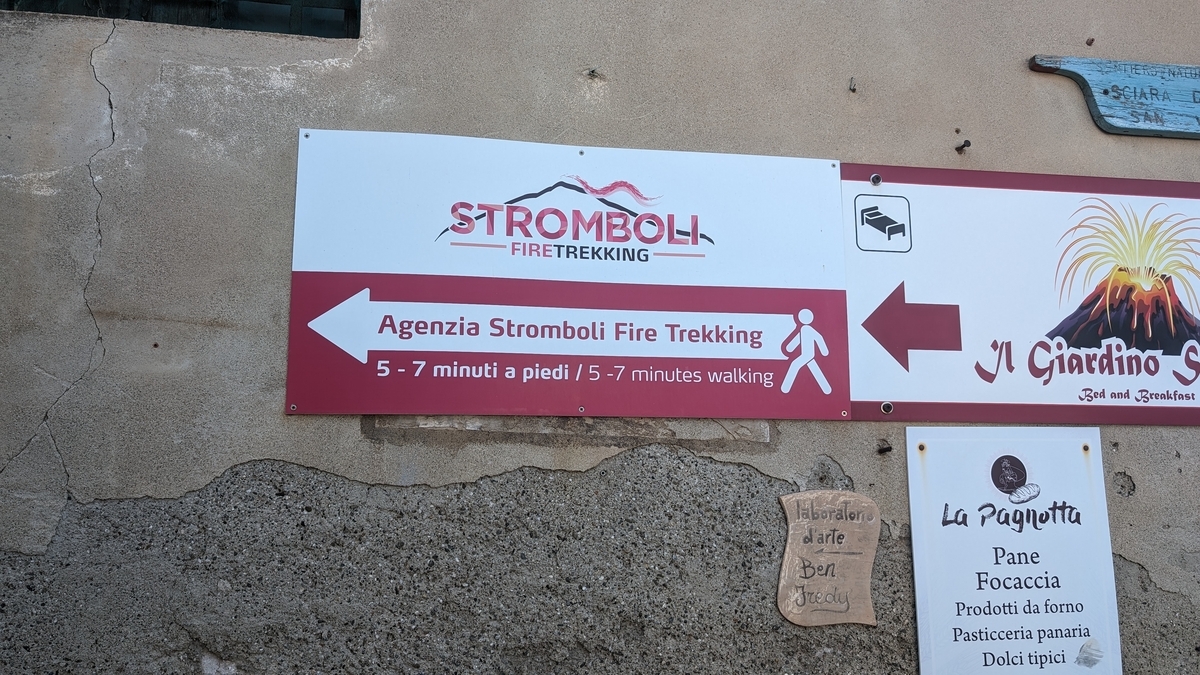 STROMBOLI
FIRETREKKING
Agenzia Stromboli Fire Trekking
5 - 7 minuti a piedi / 5 -7 minutes walking
SCIARA
SAN
Il Giardino S
Bed and Breakfast
laboratorio
d'arte
Ben
Fredy
La Pagnotta
Pane
Focaccia
Prodotti da forno
Pasticceria panaria
Dolci tipici